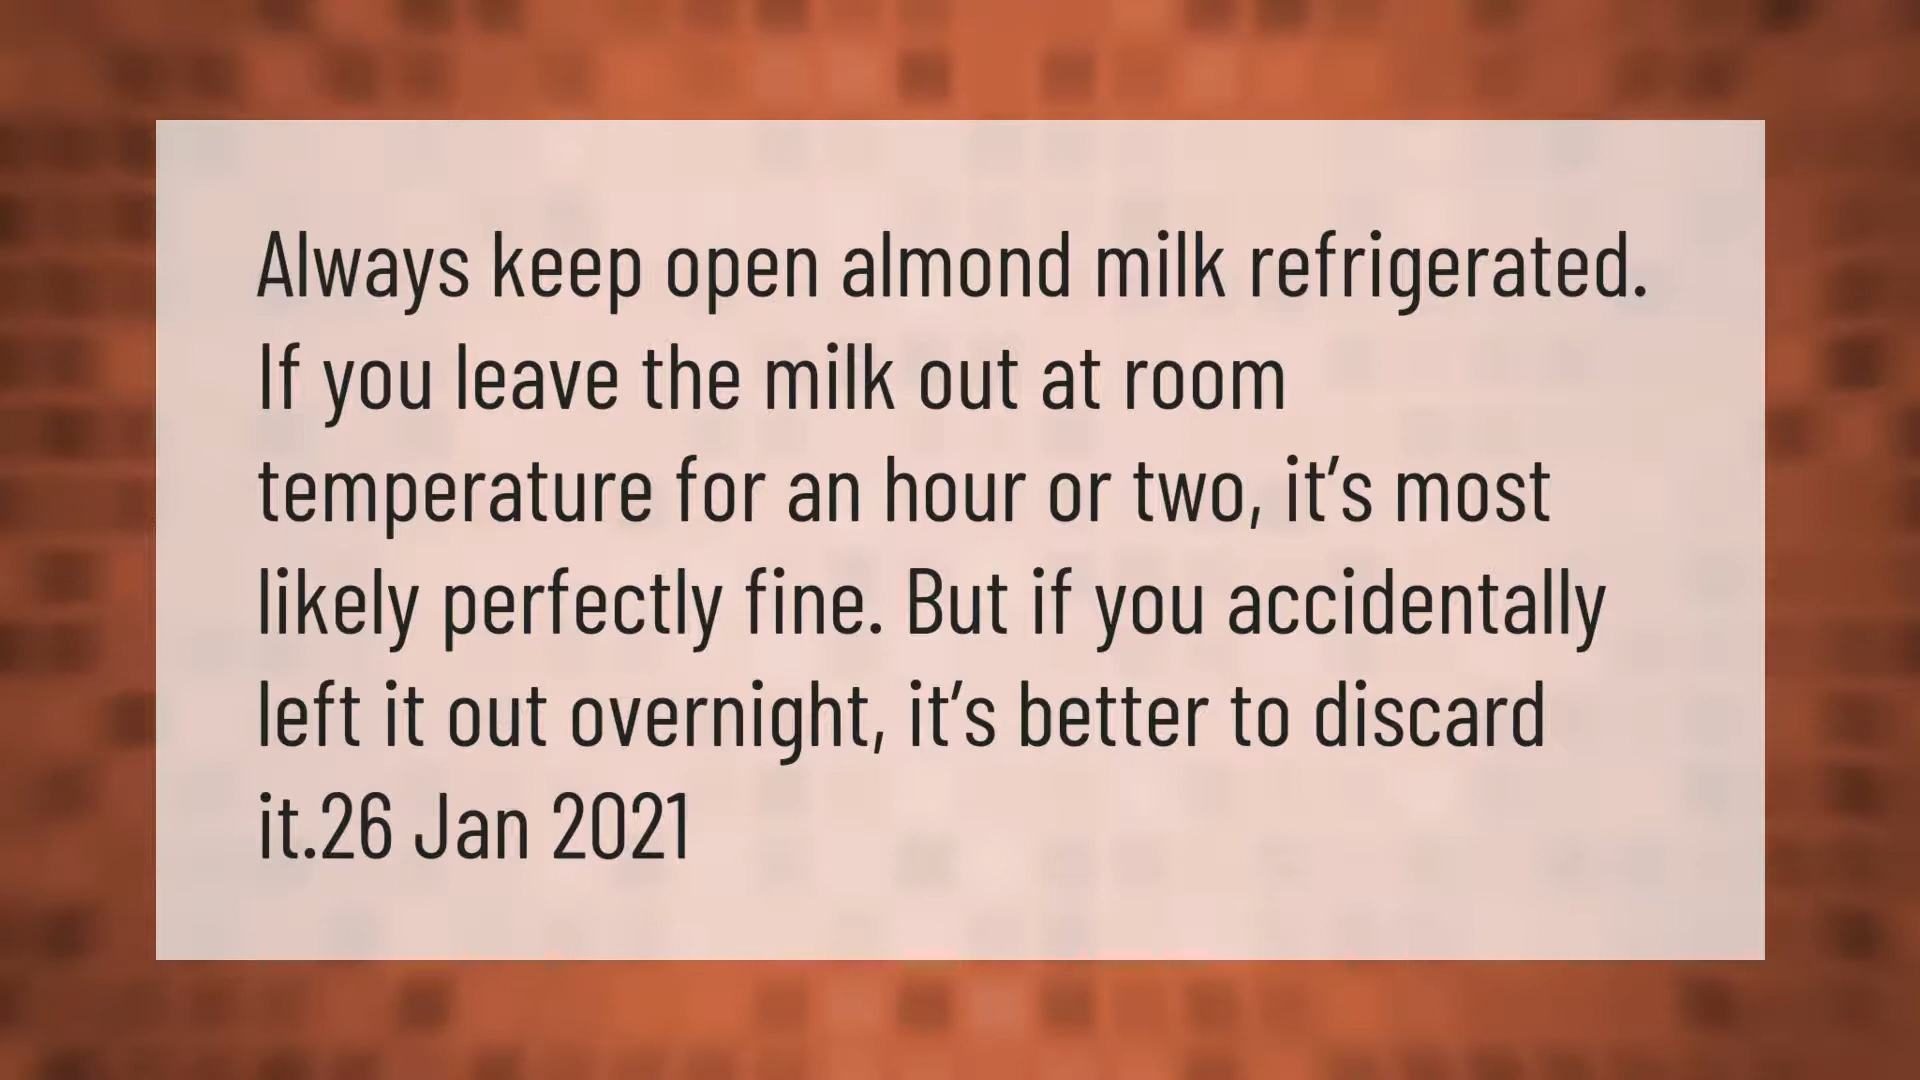 Always keep open almond milk refrigerated.
If you leave the milk out at room
temperature for an hour or two, it’s most
likely perfectly fine. But if you accidentally
left it out overnight, it’s better to discard
it.26 Jan 2021